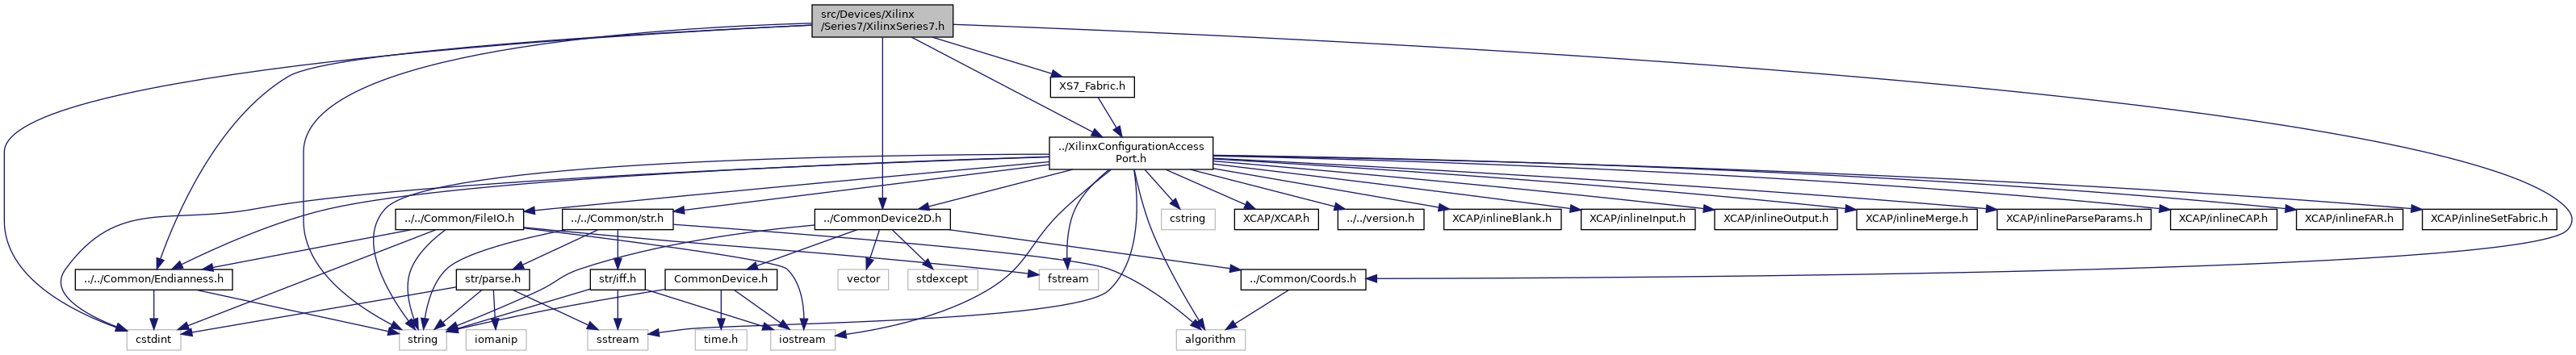 src/Devices/Xilinx
/Series7/XilinxSeries7.h
XS7_Fabric.h
../XilinxConfigurationAccess
Port.h
../../Common/FileIO.h
../../Common/str.h
../CommonDevice2D.h
cstring
XCAP/XCAP.h
../../version.h
XCAP/inlineBlank.h
XCAP/inlineInput.h
XCAP/inlineOutput.h
XCAP/inlineMerge.h
XCAP/inlineParseParams.h
XCAP/inlineCAP.h
XCAP/inlineFAR.h
XCAP/inlineSetFabric.h
../../Common/Endianness.h
str/parse.h
str/iff.h
CommonDevice.h
vector
stdexcept
fstream
../Common/Coords.h
cstdint
string
iomanip
sstream
time.h
iostream
algorithm